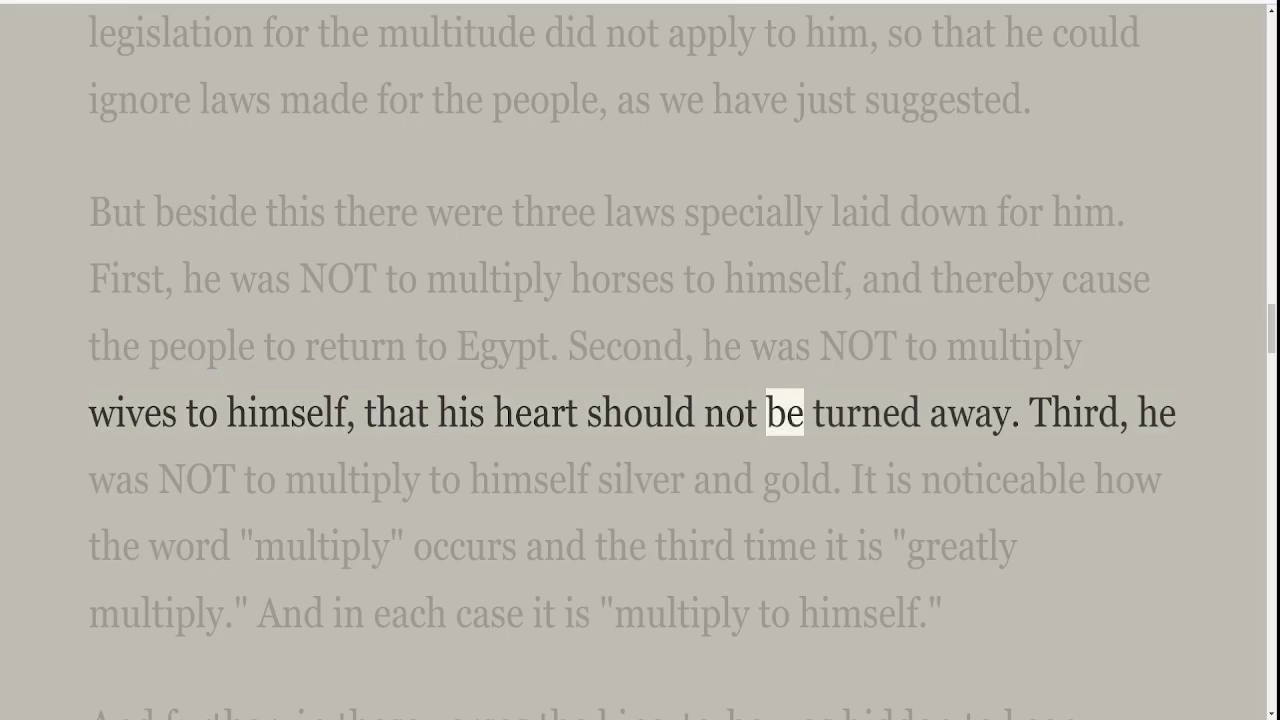 legislation for the multitude did not apply to him, so that he could
ignore laws made for the people, as we have just suggested.
But beside this there were three laws specially laid down for him.
First, he was NOT to multiply horses to himself, and thereby cause
the people to return to Egypt. Second, he was NOT to multiply
wives to himself, that his heart should not be turned away. Third, he
was NOT to multiply to himself silver and gold. It is noticeable how
the word "multiply" occurs and the third time it is "greatly
multiply." And in each case it is "multiply to himself."